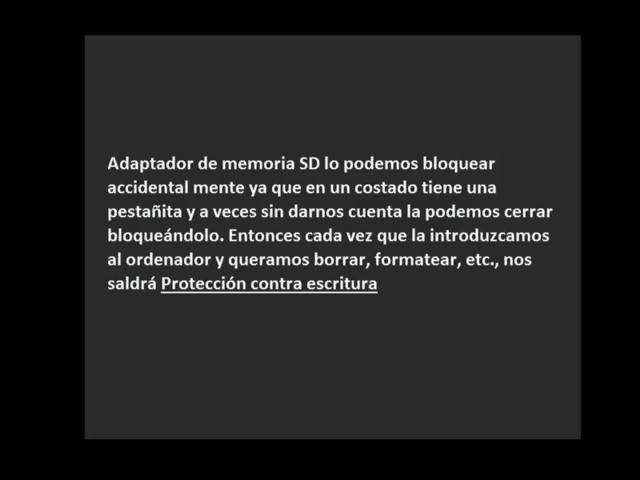 Adaptador de memoria SD lo podemos bloquear
accidental mente ya que en un costado tiene una
pestañita y a veces sin darnos cuenta la podemos cerrar
bloqueándolo. Entonces cada vez que la introduzcamos
al ordenador y queramos borrar, formatear, etc., nos
saldrá Protección contra escritura